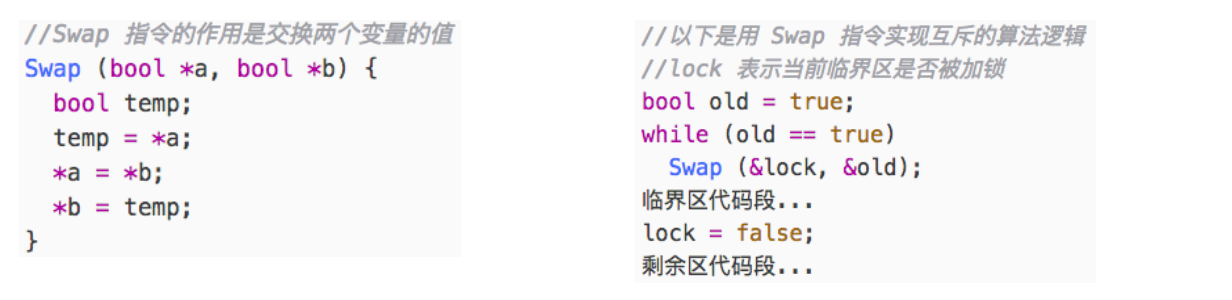 //Swap 指令的作用是交换两个变量的值
Swap (bool *a, bool *b) {
  bool temp;
  temp = *a;
  *a = *b;
  *b = temp;
}
//以下是用 Swap 指令实现互斥的算法逻辑
//lock 表示当前临界区是否被加锁
bool old = true;
while (old == true)
  Swap (&lock, &old);
临界区代码段...
lock = false;
剩余区代码段...